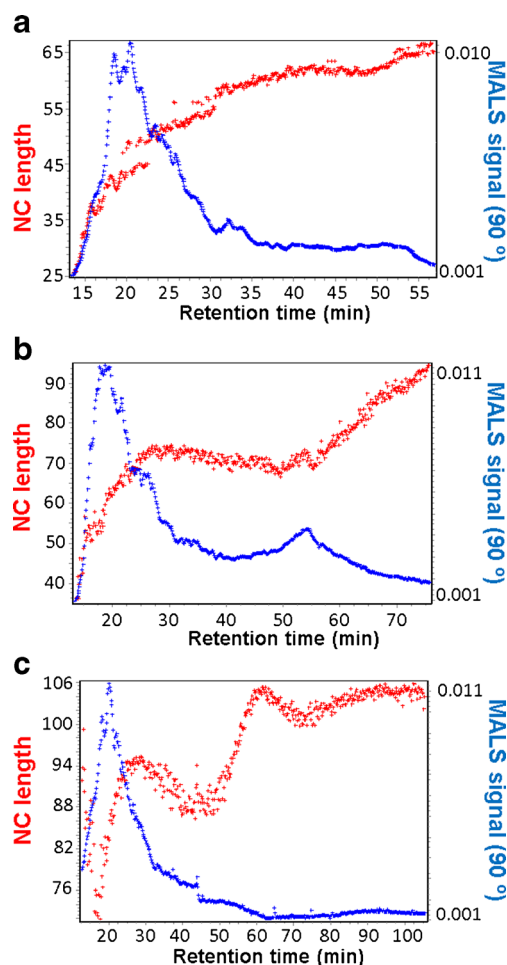 a
65
55
45
35
25
NC length
0.010
0.001
MALS signal (90 º)
15 20 25 30 35 40 45 50 55
Retention time (min)
b
90
80
70
60
50
40
NC length
0.011
0.001
MALS signal (90 º)
20 30 40 50 60 70
Retention time (min)
c
106
100
94
88
82
76
NC length
0.011
0.001
MALS signal (90 º)
20 30 40 50 60 70 80 90 100
Retention time (min)